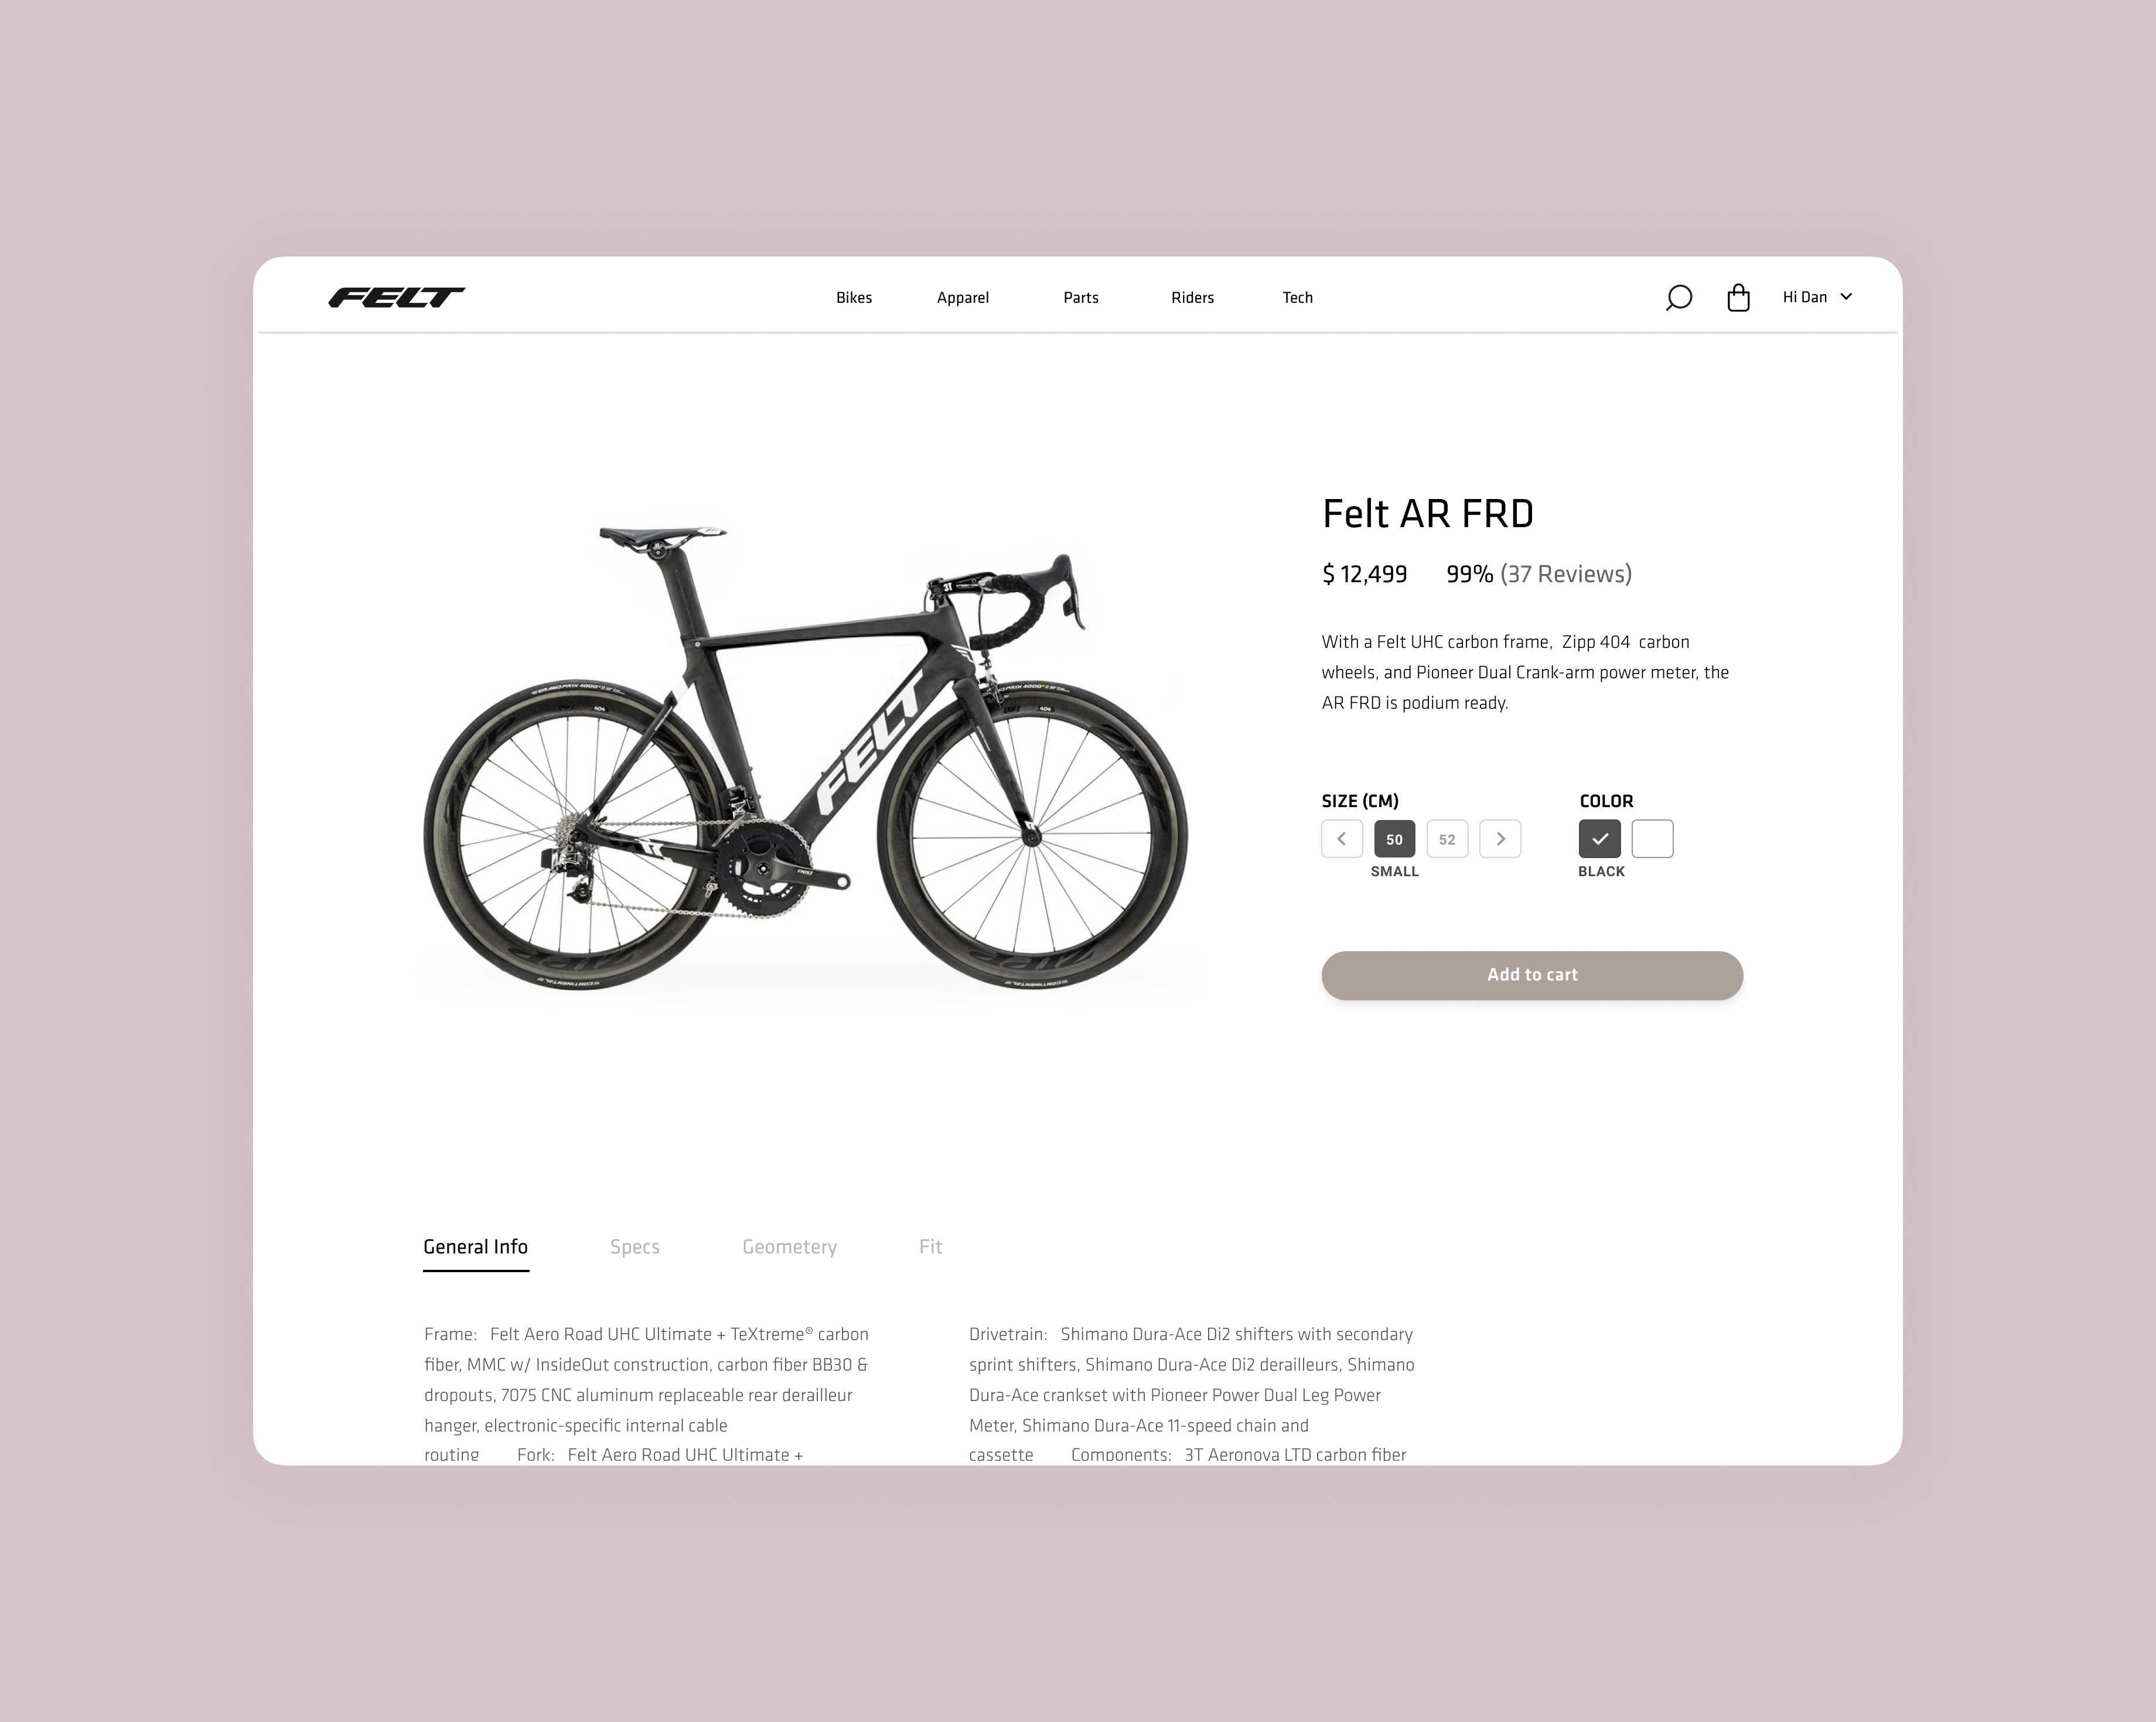 FELT
Bikes Apparel Parts Riders Tech
Hi Dan
Felt AR FRD
$ 12,499 99% (37 Reviews)
With a Felt UHC carbon frame, Zipp 404 carbon
wheels, and Pioneer Dual Crank-arm power meter, the
AR FRD is podium ready.
SIZE (CM) COLOR
50 52
SMALL BLACK
Add to cart
3T
FELT
404
404
General Info Specs Geometery Fit
Frame: Felt Aero Road UHC Ultimate + TeXtreme® carbon
fiber, MMC w/ InsideOut construction, carbon fiber BB30 &
dropouts, 7075 CNC aluminum replaceable rear derailleur
hanger, electronic-specific internal cable
routing Fork: Felt Aero Road UHC Ultimate +
Drivetrain: Shimano Dura-Ace Di2 shifters with secondary
sprint shifters, Shimano Dura-Ace Di2 derailleurs, Shimano
Dura-Ace crankset with Pioneer Power Dual Leg Power
Meter, Shimano Dura-Ace 11-speed chain and
cassette Components: 3T Aeronova LTD carbon fiber